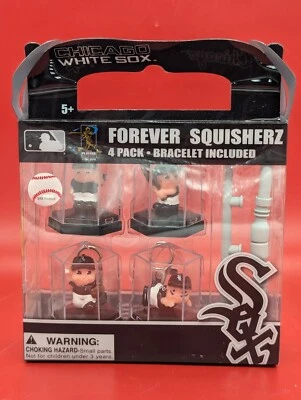 CHICAGO
WHITE SOX
5+
FOREVER SQUISHERZ
4 PACK • BRACELET INCLUDED
Sox
⚠ WARNING:
CHOKING HAZARD-Small parts.
Not for children under 3 years.